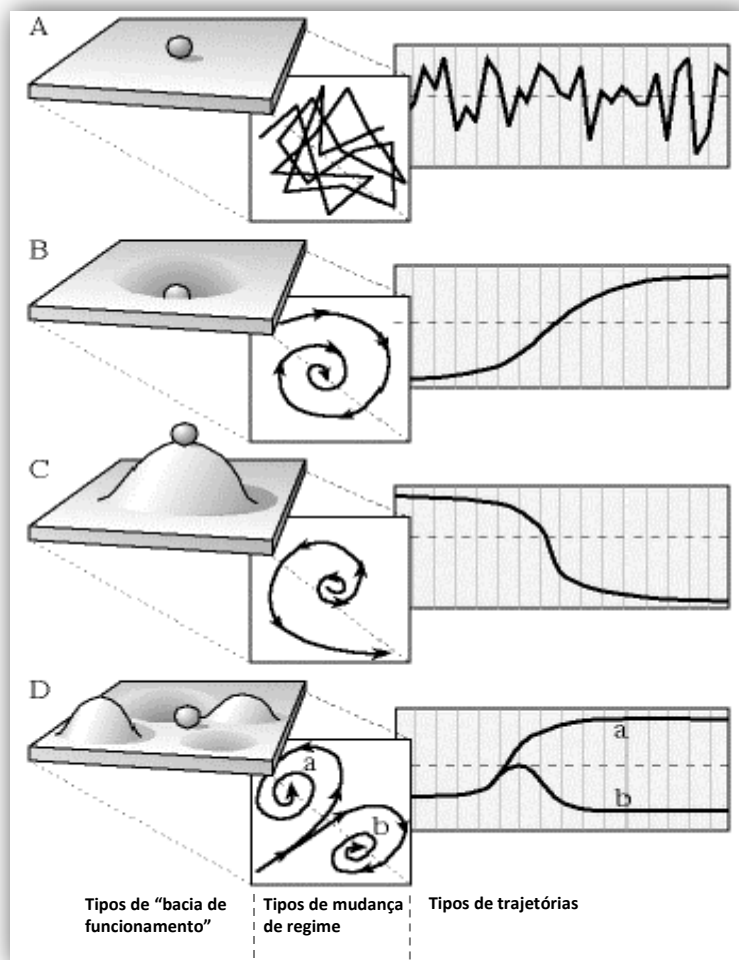 A
B
C
D
a
b
a
b
Tipos de “bacia de
funcionamento”
Tipos de mudança
de regime
Tipos de trajetórias